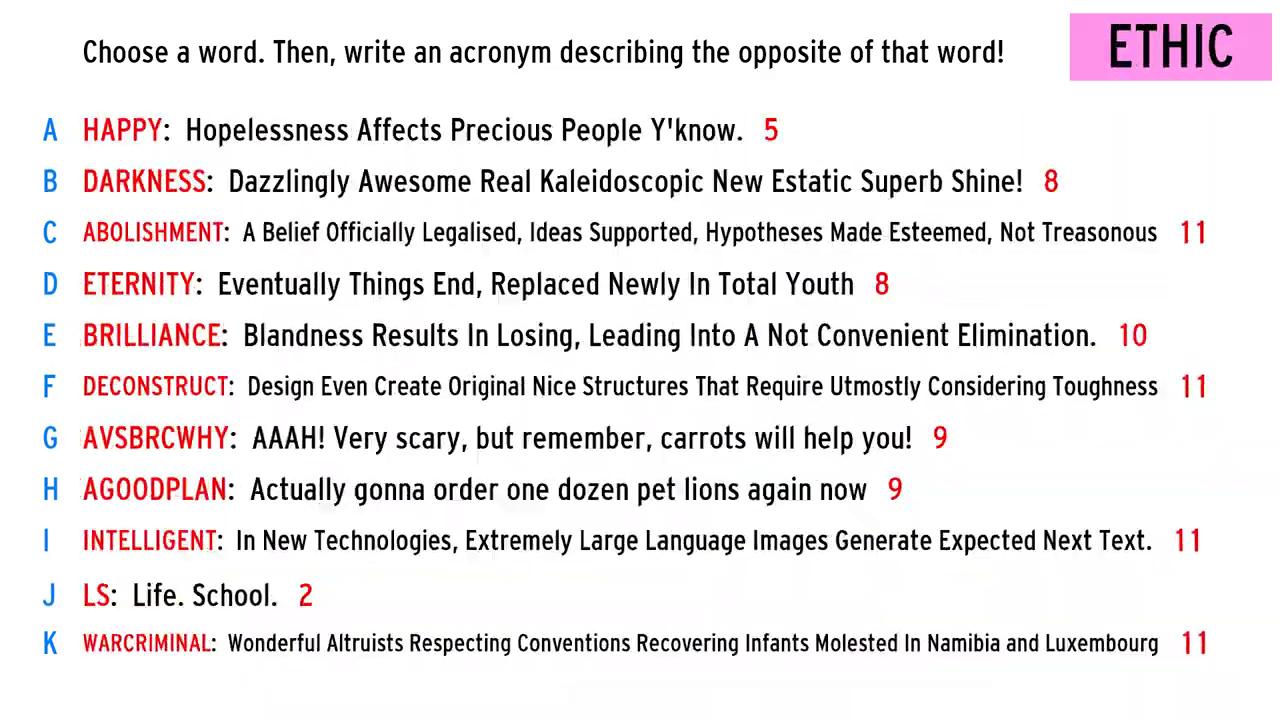 Choose a word. Then, write an acronym describing the opposite of that word!
ETHIC
A HAPPY: Hopelessness Affects Precious People Y'know. 5
B DARKNESS: Dazzlingly Awesome Real Kaleidoscopic New Estatic Superb Shine! 8
C ABOLISHMENT: A Belief Officially Legalised, Ideas Supported, Hypotheses Made Esteemed, Not Treasonous 11
D ETERNITY: Eventually Things End, Replaced Newly In Total Youth 8
E BRILLIANCE: Blandness Results In Losing, Leading Into A Not Convenient Elimination. 10
F DECONSTRUCT: Design Even Create Original Nice Structures That Require Utmostly Considering Toughness 11
G AVSBRCWHY: AAAH! Very scary, but remember, carrots will help you! 9
H AGOODPLAN: Actually gonna order one dozen pet lions again now 9
I INTELLIGENT: In New Technologies, Extremely Large Language Images Generate Expected Next Text. 11
J LS: Life. School. 2
K WARCRIMINAL: Wonderful Altruists Respecting Conventions Recovering Infants Molested In Namibia and Luxembourg 11